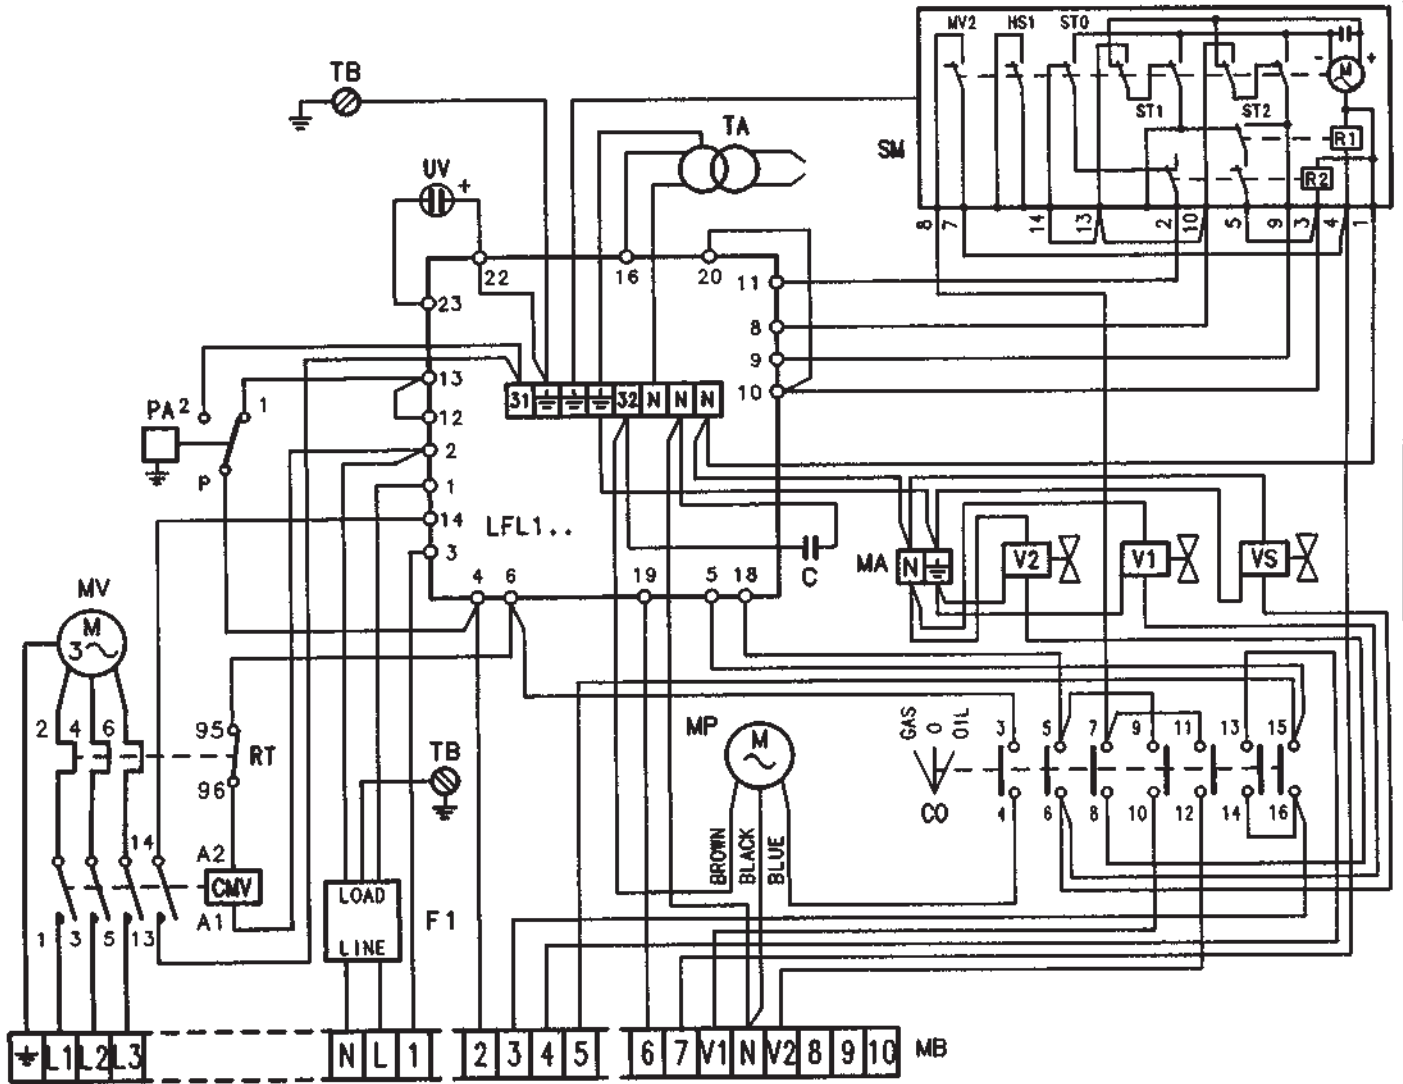 MV2 HS1 ST0
- M +
ST1 ST2
R1
SM
R2
8 7 14 13 2 10 5 9 3 4 1
TB
TA
UV +
22 16 20
23 11
8
9
13 10
31 32 N N N
PA 2 1
12
2
P
1
14
LFL1..
3
C
4 6 19 5 18
MA N V2 V1 VS
MV
M
3
2 4 6 95 RT
96
TB
MP M
BROWN BLACK BLUE
GAS 0 OIL
CO
3 5 7 9 11 13 15
4 6 8 10 12 14 16
14 A2
CMV
A1
1 3 5 13
LOAD
LINE
F1
L1 L2 L3 N L 1 2 3 4 5 6 7 V1 N V2 8 9 10 MB